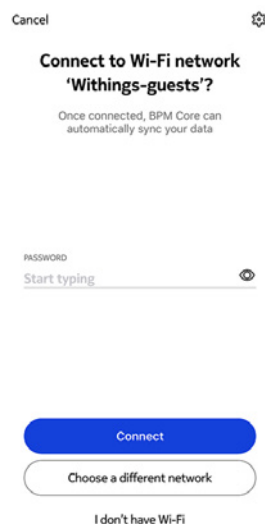 Cancel
Connect to Wi-Fi network
‘Withings-guests’?
Once connected, BPM Core can
automatically sync your data
PASSWORD
Start typing
Connect
Choose a different network
I don’t have Wi-Fi